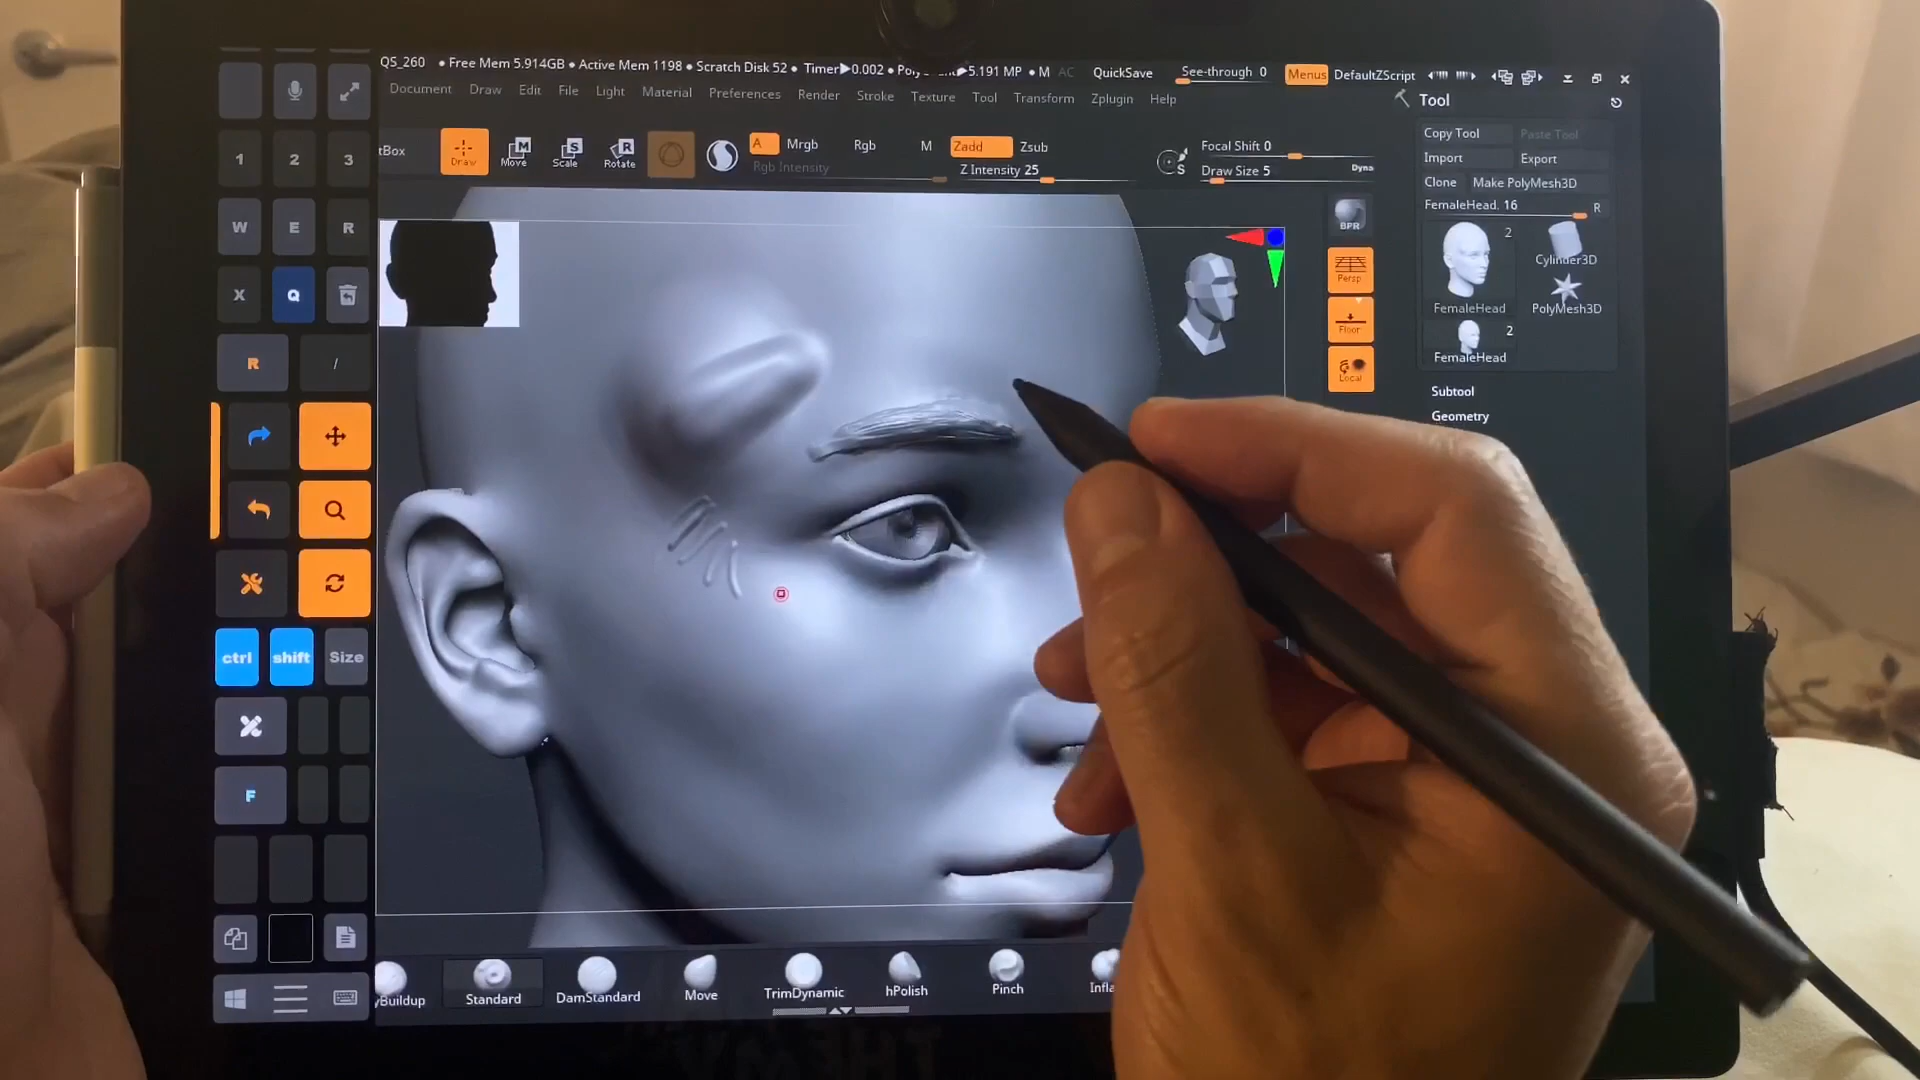 QS_260 • Free Mem 5.914GB • Active Mem 1198 • Scratch Disk 52 • Timer▶0.002 • ▶5.191 MP • M AC QuickSave See-through 0 Menus DefaultZScript
Document Draw Edit File Light Material Preferences Render Stroke Texture Tool Transform Zplugin Help
Tool
Copy Tool Paste Tool
Import Export
Clone Make PolyMesh3D
FemaleHead. 16 R
2
Cylinder3D
FemaleHead PolyMesh3D
2
FemaleHead
Subtool
Geometry
tBox Draw Move Scale Rotate
M S R
A Mrgb Rgb M Zadd Zsub
Rgb Intensity Z Intensity 25
S
Focal Shift 0
Draw Size 5 Dyna
BPR
Persp
Floor
Local
1 2 3
W E R
X Q
R /
ctrl shift Size
F
yBuildup Standard DamStandard Move TrimDynamic hPolish Pinch Infla